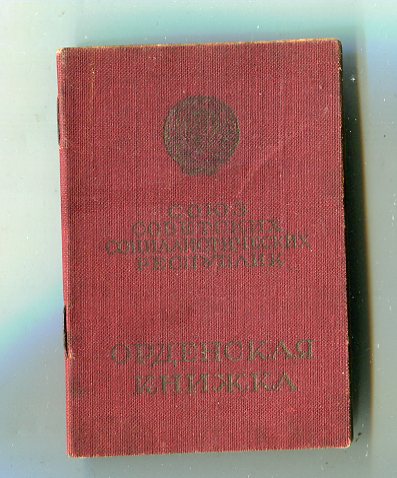 СОЮЗ
СОВЕТСКИХ
СОЦИАЛИСТИЧЕСКИХ
РЕСПУБЛИК
ОРДЕНСКАЯ
КНИЖКА